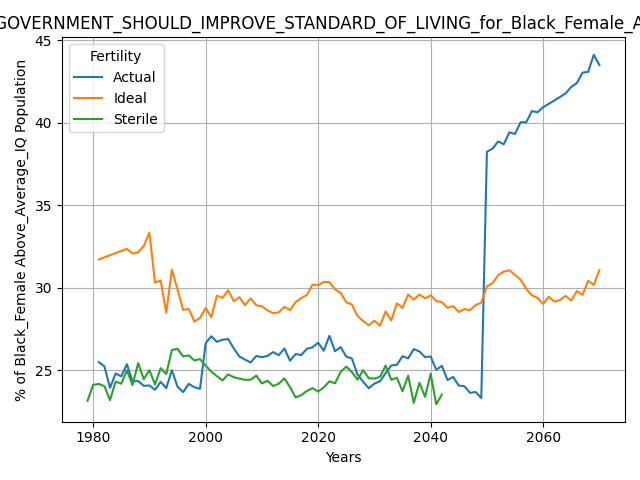 GOVERNMENT_SHOULD_IMPROVE_STANDARD_OF_LIVING_for_Black_Female_A
Fertility
Actual
Ideal
Sterile
% of Black_Female Above_Average_IQ Population
45
40
35
30
25
1980
2000
2020
2040
2060
Years